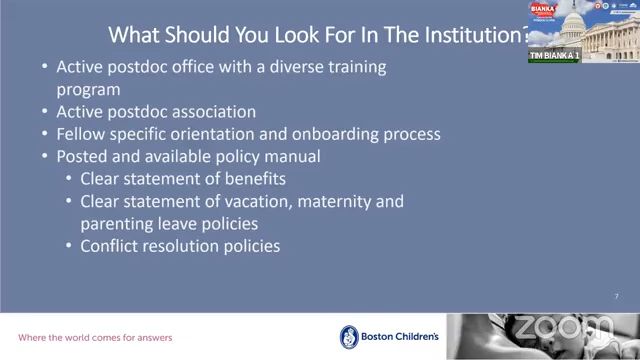 What Should You Look For In The Institution?
BIANKA
TIM BIANKA 1
• Active postdoc office with a diverse training
program
• Active postdoc association
• Fellow specific orientation and onboarding process
• Posted and available policy manual
• Clear statement of benefits
• Clear statement of vacation, maternity and
parenting leave policies
• Conflict resolution policies
7
Where the world comes for answers
Boston Children's
zoom